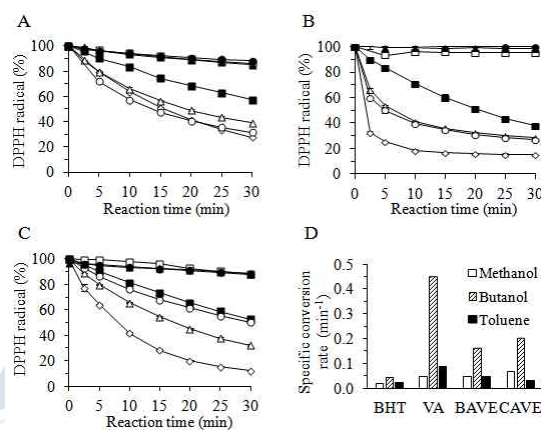 A
DPPH radical (%)
100
80
60
40
20
0
0 5 10 15 20 25 30
Reaction time (min)
B
DPPH radical (%)
100
80
60
40
20
0
0 5 10 15 20 25 30
Reaction time (min)
C
DPPH radical (%)
100
80
60
40
20
0
0 5 10 15 20 25 30
Reaction time (min)
D
Specific conversion
rate (min-1)
0.5
0.4
0.3
0.2
0.1
0.0
Methanol
Butanol
Toluene
BHT VA BAVE CAVE